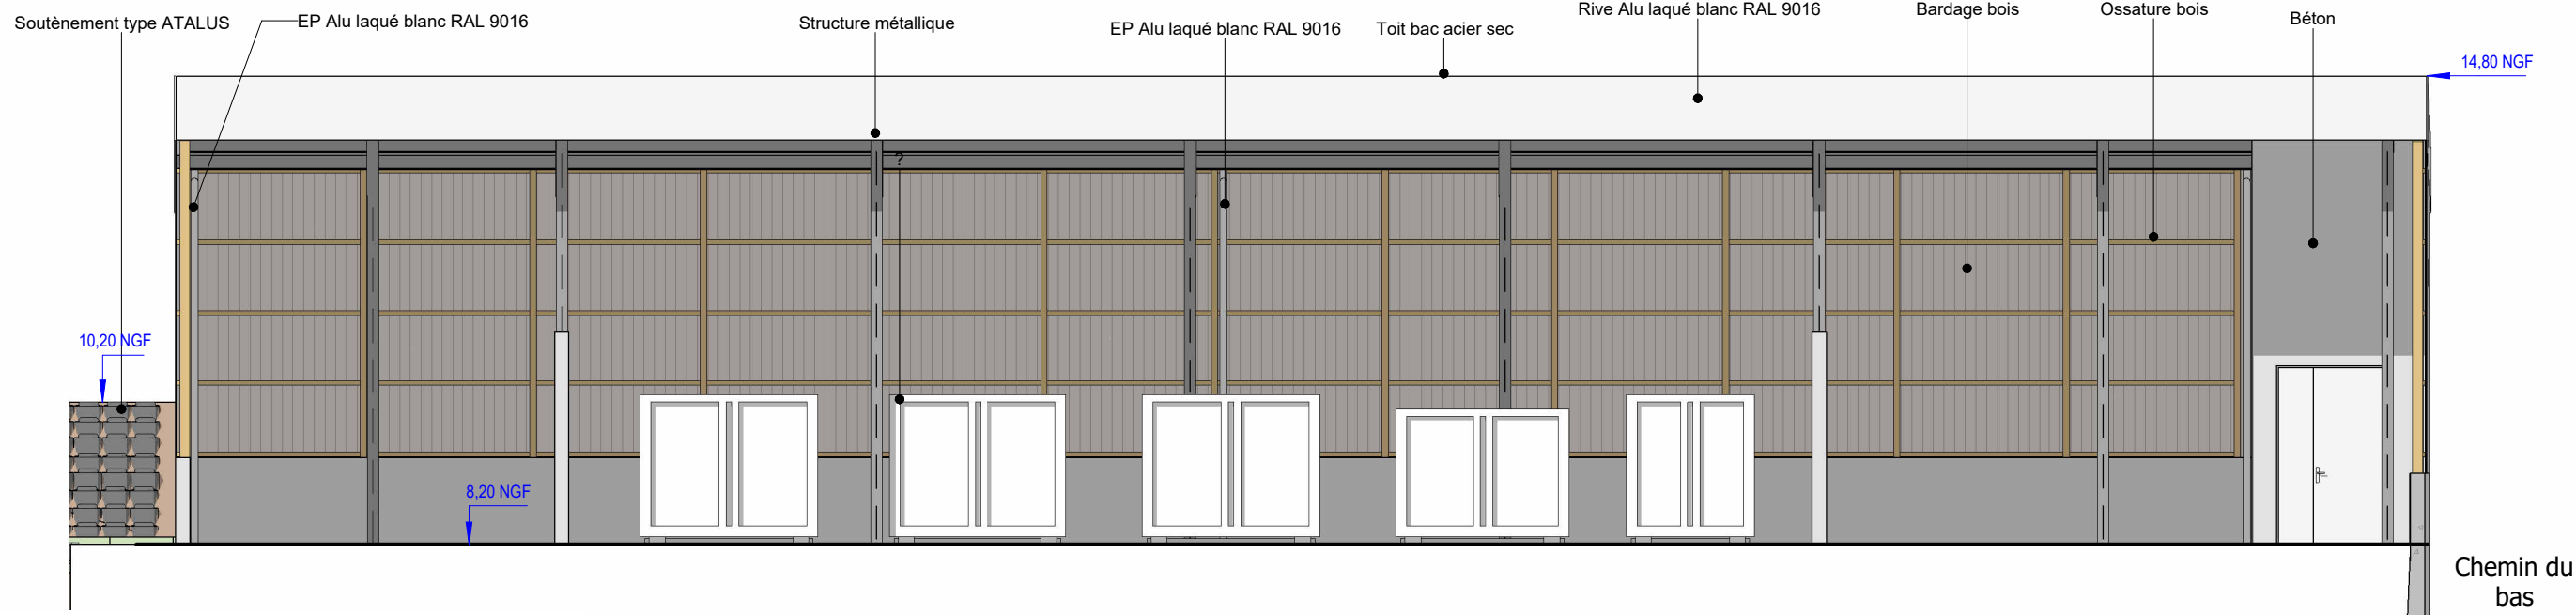 Soutènement type ATALUS
EP Alu laqué blanc RAL 9016
Structure métallique
EP Alu laqué blanc RAL 9016
Toit bac acier sec
Rive Alu laqué blanc RAL 9016
Bardage bois
Ossature bois
Béton
14,80 NGF
?
10,20 NGF
8,20 NGF
Chemin du
bas